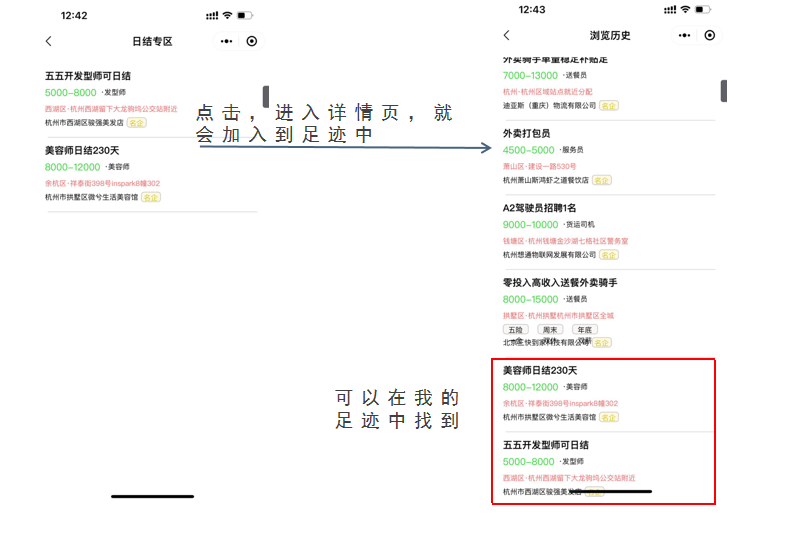 12:42
日结专区
五五开发型师可日结
5000-8000 ·发型师
西湖区·杭州西湖留下大龙驹坞公交站附近
杭州市西湖区骏强美发店 名企
美容师日结230天
8000-12000 ·美容师
余杭区·祥泰街398号inspark8幢302
杭州市拱墅区微兮生活美容馆 名企
点击，进入详情页，就
会加入到足迹中
可以在我的
足迹中找到
12:43
浏览历史
外卖骑手单量稳定补贴足
7000-13000 ·送餐员
杭州·杭州区域站点就近分配
迪亚斯（重庆）物流有限公司 名企
外卖打包员
4500-5000 ·服务员
萧山区·建设一路530号
杭州萧山斯鸿虾之道餐饮店 名企
A2驾驶员招聘1名
9000-10000 ·货运司机
钱塘区·杭州钱塘金沙湖七格社区警务室
杭州想通物联网发展有限公司 名企
零投入高收入送餐外卖骑手
8000-15000 ·送餐员
拱墅区·杭州拱墅杭州市拱墅区全城
五险 周末 年底
北京三快到家科技有限公司 名企
美容师日结230天
8000-12000 ·美容师
余杭区·祥泰街398号inspark8幢302
杭州市拱墅区微兮生活美容馆 名企
五五开发型师可日结
5000-8000 ·发型师
西湖区·杭州西湖留下大龙驹坞公交站附近
杭州市西湖区骏强美发店 名企